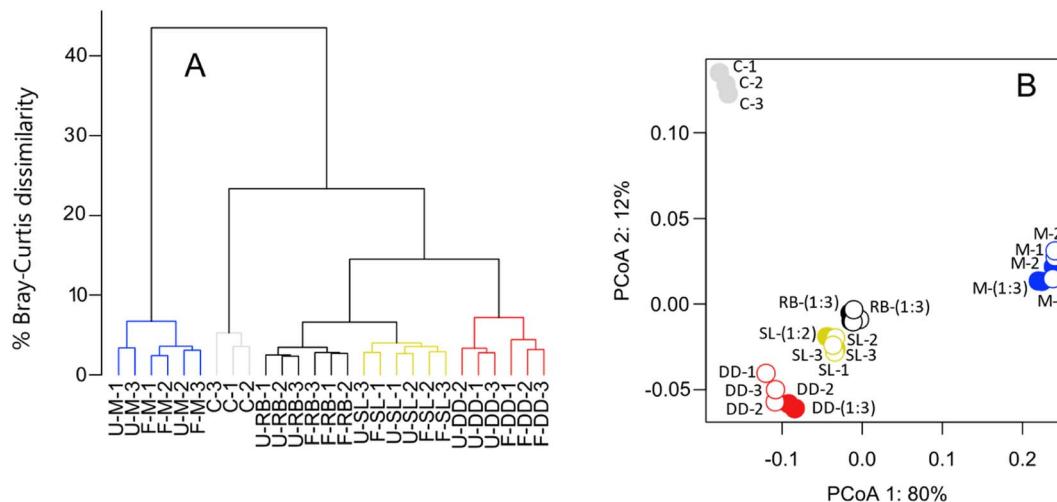 A
% Bray-Curtis dissimilarity
40
30
20
10
0
U-M-1
U-M-3
F-M-1
F-M-2
U-M-2
F-M-3
C-3
C-1
C-2
U-RB-1
U-RB-2
U-RB-3
F-RB-3
F-RB-1
F-RB-2
U-SL-3
F-SL-1
U-SL-1
U-SL-2
F-SL-2
F-SL-3
U-DD-2
U-DD-1
U-DD-3
F-DD-1
F-DD-2
F-DD-3
B
C-1
C-2
C-3
PCoA 2: 12%
0.10
0.05
0.00
-0.05
M-2
M-1
M-2
M-(1:3)
M-
RB-(1:3)
RB-(1:3)
SL-(1:2)
SL-2
SL-3
SL-3
SL-1
DD-1
DD-3
DD-2
DD-2
DD-(1:3)
-0.1
0.0
0.1
0.2
PCoA 1: 80%